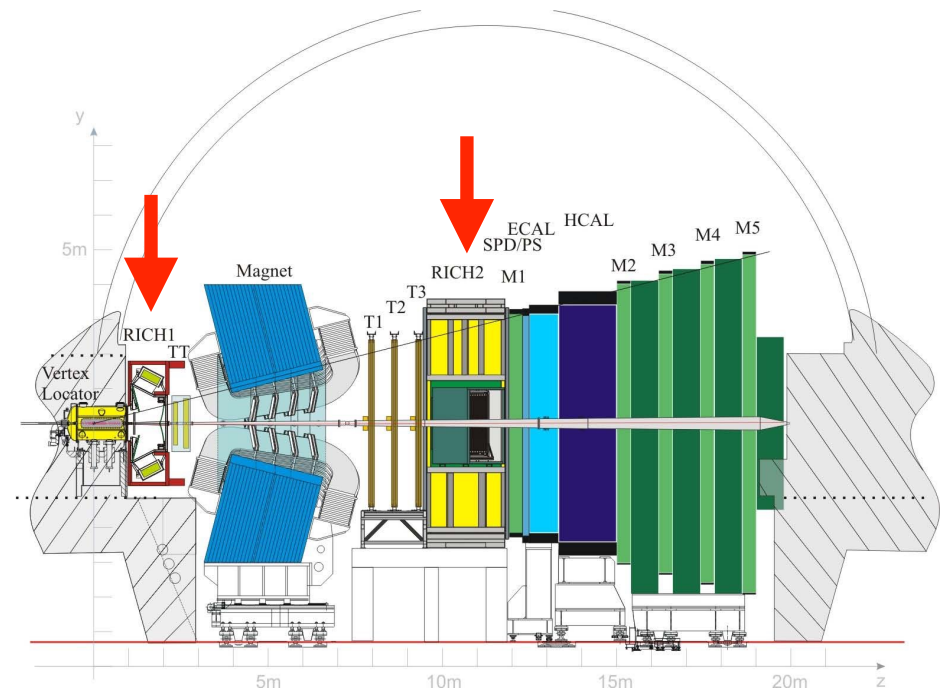 y
5m
ECAL
HCAL
SPD/PS
M5
M4
M3
M2
Magnet
RICH2
M1
T3
T2
T1
RICH1
TT
Vertex
Locator
5m
10m
15m
20m
z